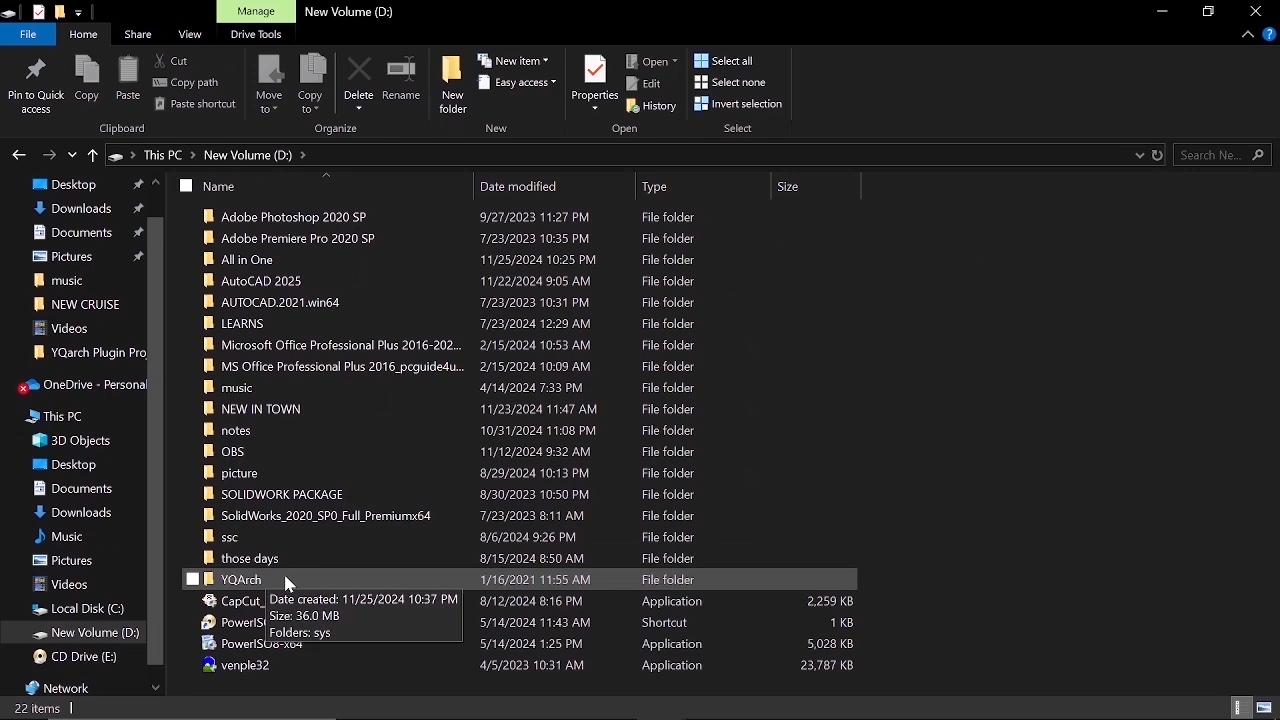 Manage New Volume (D:)
File Home Share View Drive Tools
Pin to Quick access
Copy
Paste
Cut
Copy path
Paste shortcut
Clipboard
Move to
Copy to
Delete
Rename
Organize
New folder
New item
Easy access
New
Properties
Open
Edit
History
Open
Select all
Select none
Invert selection
Select
This PC New Volume (D:) Search Ne...
Desktop
Downloads
Documents
Pictures
music
NEW CRUISE
Videos
YQarch Plugin Pro
OneDrive - Personal
This PC
3D Objects
Desktop
Documents
Downloads
Music
Pictures
Videos
Local Disk (C:)
New Volume (D:)
CD Drive (E:)
Network
Name Date modified Type Size
Adobe Photoshop 2020 SP 9/27/2023 11:27 PM File folder
Adobe Premiere Pro 2020 SP 7/23/2023 10:35 PM File folder
All in One 11/25/2024 10:25 PM File folder
AutoCAD 2025 11/22/2024 9:05 AM File folder
AUTOCAD.2021.win64 7/23/2023 10:31 PM File folder
LEARNS 7/23/2024 12:29 AM File folder
Microsoft Office Professional Plus 2016-202... 2/15/2024 10:53 AM File folder
MS Office Professional Plus 2016_pcguide4u... 2/15/2024 10:09 AM File folder
music 4/14/2024 7:33 PM File folder
NEW IN TOWN 11/23/2024 11:47 AM File folder
notes 10/31/2024 11:08 PM File folder
OBS 11/12/2024 9:32 AM File folder
picture 8/29/2024 10:13 PM File folder
SOLIDWORK PACKAGE 8/30/2023 10:50 PM File folder
SolidWorks_2020_SP0_Full_Premiumx64 7/23/2023 8:11 AM File folder
ssc 8/6/2024 9:26 PM File folder
those days 8/15/2024 8:50 AM File folder
YQArch 1/16/2021 11:55 AM File folder
CapCut_ 8/12/2024 8:16 PM Application 2,259 KB
PowerIS 5/14/2024 11:43 AM Shortcut 1 KB
PowerISO8-x64 5/14/2024 1:25 PM Application 5,028 KB
venple32 4/5/2023 10:31 AM Application 23,787 KB
Date created: 11/25/2024 10:37 PM
Size: 36.0 MB
Folders: sys
22 items